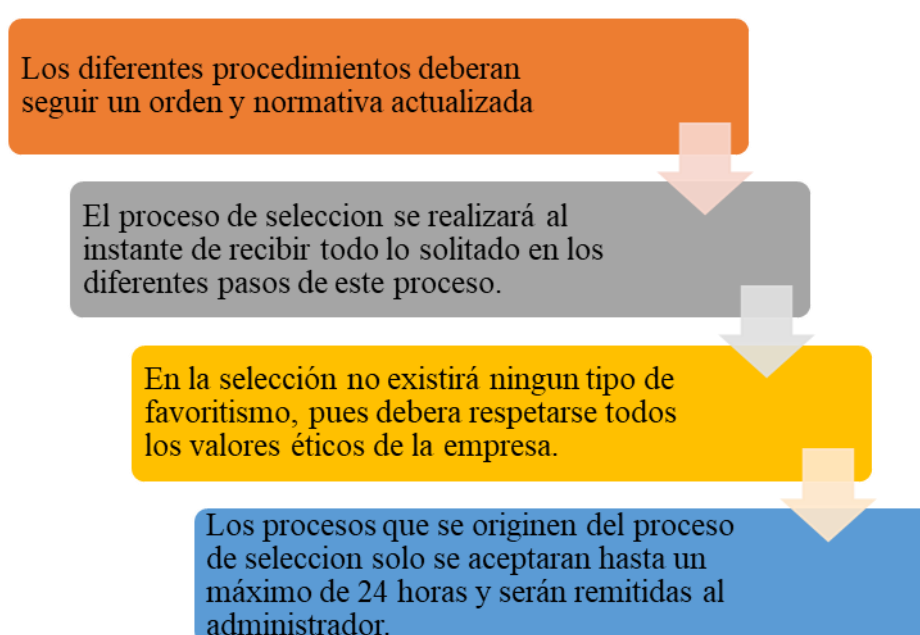 Los diferentes procedimientos deberan
seguir un orden y normativa actualizada
El proceso de seleccion se realizará al
instante de recibir todo lo solitado en los
diferentes pasos de este proceso.
En la selección no existirá ningun tipo de
favoritismo, pues debera respetarse todos
los valores éticos de la empresa.
Los procesos que se originen del proceso
de seleccion solo se aceptaran hasta un
máximo de 24 horas y serán remitidas al
administrador.